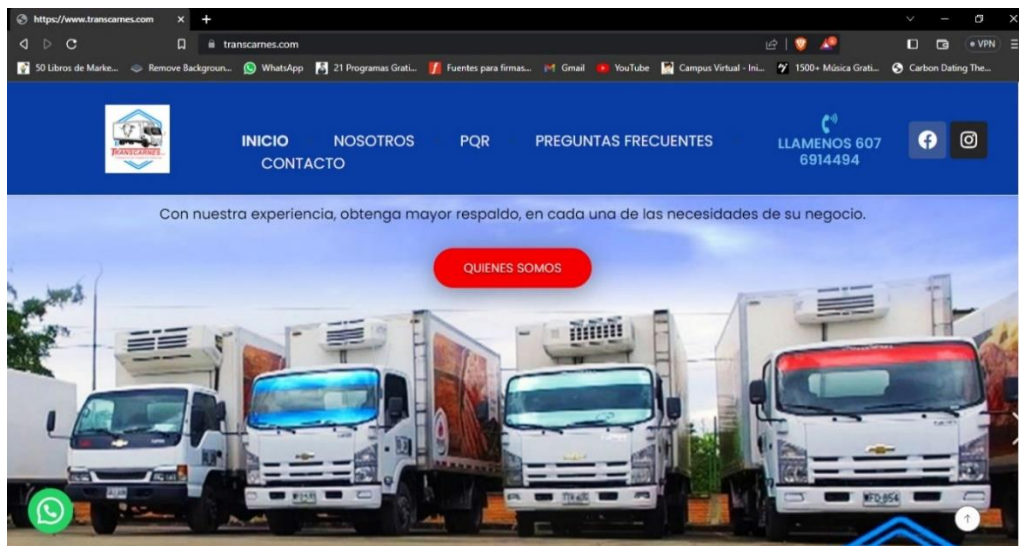 https://www.transcarnes.com
transcarnes.com
VPN
50 Libros de Marke...
Remove Backgroun...
WhatsApp
21 Programas Grati...
Fuentes para firmas...
Gmail
YouTube
Campus Virtual - Ini...
1500+ Música Grati...
Carbon Dating The...
TRANSCARNES
INICIO
NOSOTROS
PQR
PREGUNTAS FRECUENTES
CONTACTO
LLAMENOS 607
6914494
Con nuestra experiencia, obtenga mayor respaldo, en cada una de las necesidades de su negocio.
QUIENES SOMOS